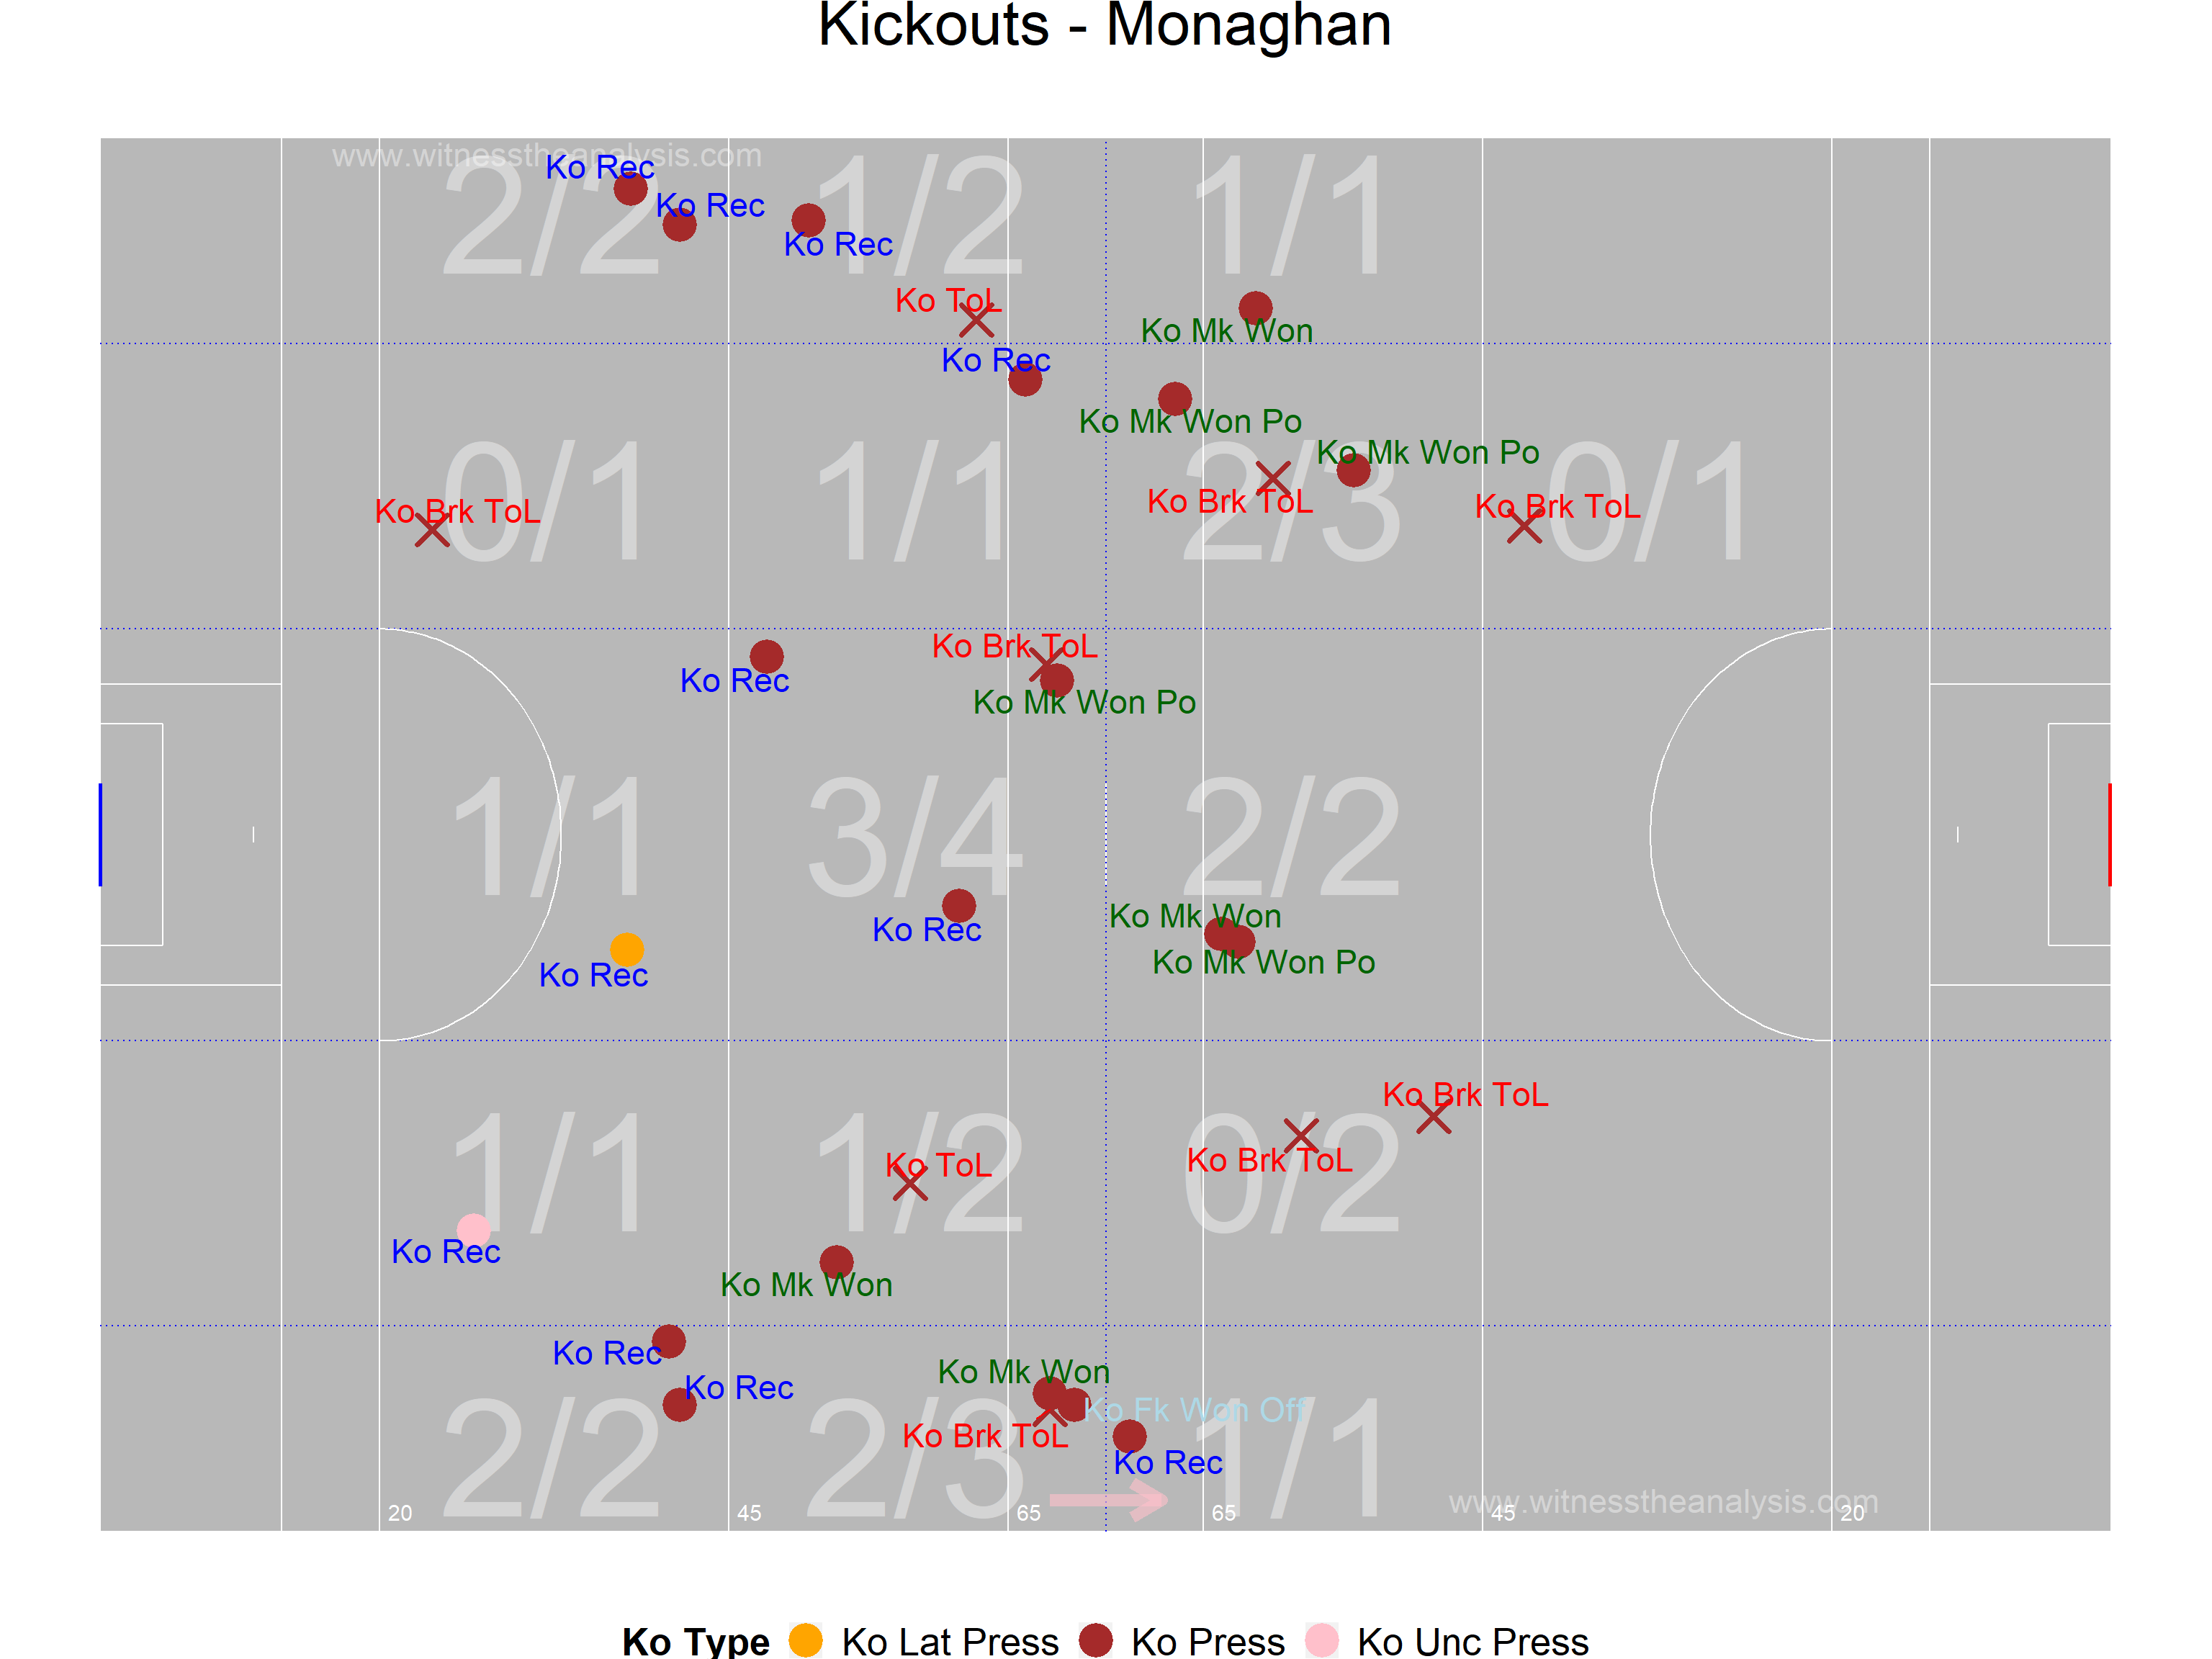 Kickouts - Monaghan
www.witnesstheanalysis.com
2/2
1/2
1/1
Ko Rec
Ko Rec
Ko Rec
Ko ToL
Ko Mk Won
Ko Rec
Ko Mk Won Po
Ko Mk Won Po
0/1
1/1
2/3
0/1
Ko Brk ToL
Ko Brk ToL
Ko Brk ToL
Ko Brk ToL
Ko Rec
Ko Mk Won Po
1/1
3/4
2/2
Ko Mk Won
Ko Rec
Ko Mk Won Po
Ko Rec
Ko Brk ToL
1/1
1/2
0/2
Ko ToL
Ko Brk ToL
Ko Rec
Ko Mk Won
Ko Rec
Ko Mk Won
Ko Rec
Ko Fk Won Off
2/2
2/3
1/1
Ko Brk ToL
Ko Rec
www.witnesstheanalysis.com
20
45
65
65
45
20
Ko Type
Ko Lat Press
Ko Press
Ko Unc Press